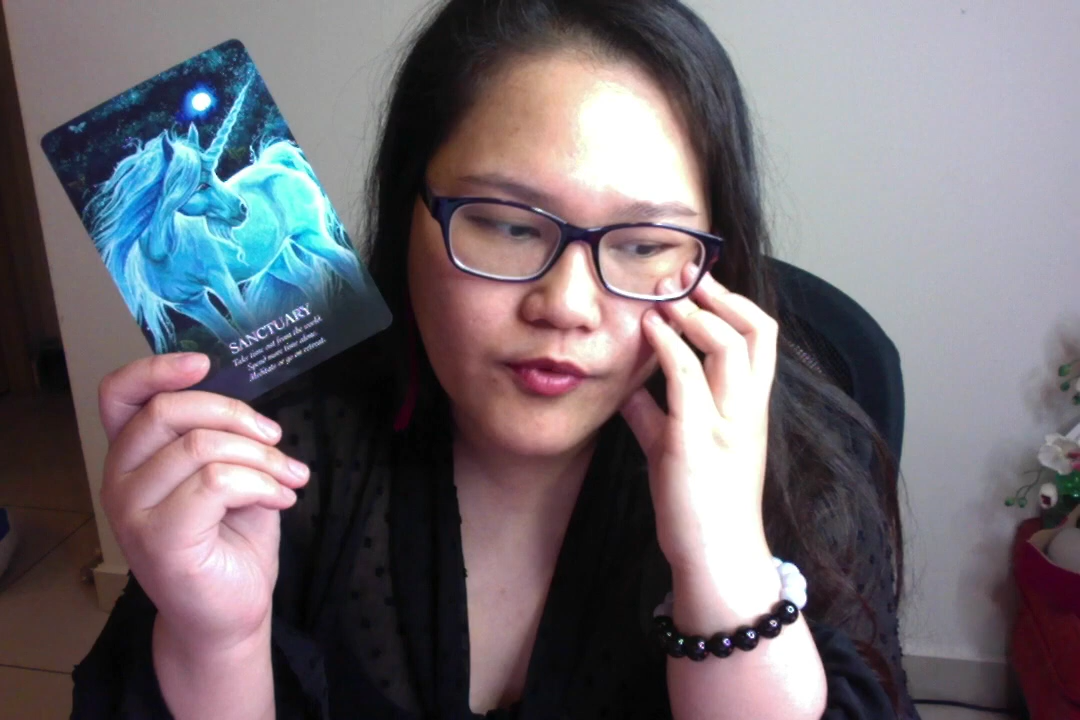 SANCTUARY
Take time out from the world.
Spend more time alone.
Meditate or go on retreat.